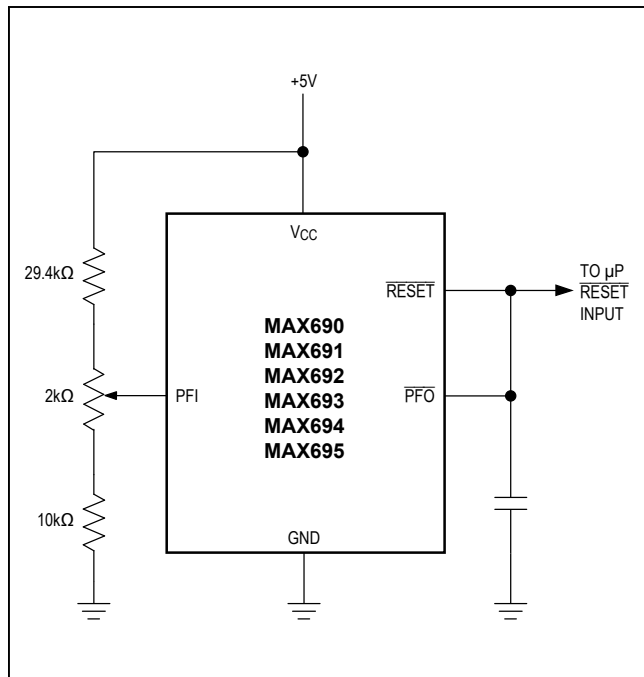 +5V
VCC
29.4kΩ
2kΩ
10kΩ
PFI
MAX690
MAX691
MAX692
MAX693
MAX694
MAX695
RESET
PFO
GND
TO µP
RESET
INPUT